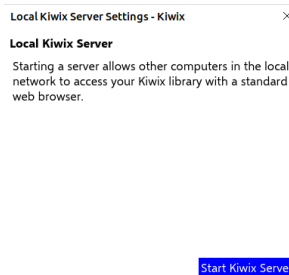 Local Kiwix Server Settings - Kiwix
Local Kiwix Server
Starting a server allows other computers in the local
network to access your Kiwix library with a standard
web browser.
Start Kiwix Serve